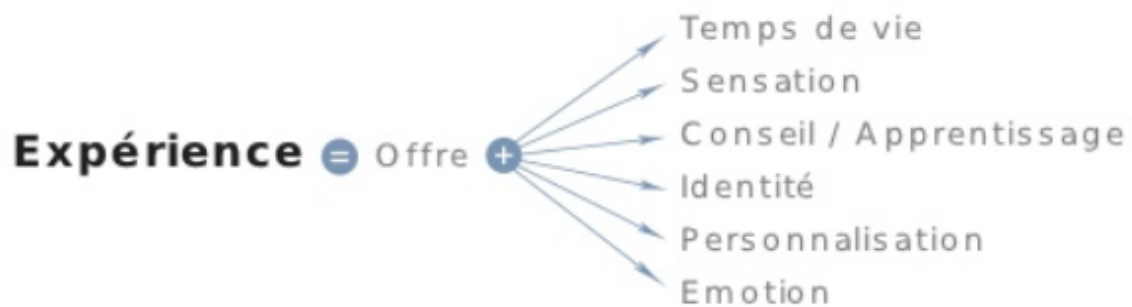 Expérience = Offre +
Temps de vie
Sensation
Conseil / Apprentissage
Identité
Personnalisation
Emotion